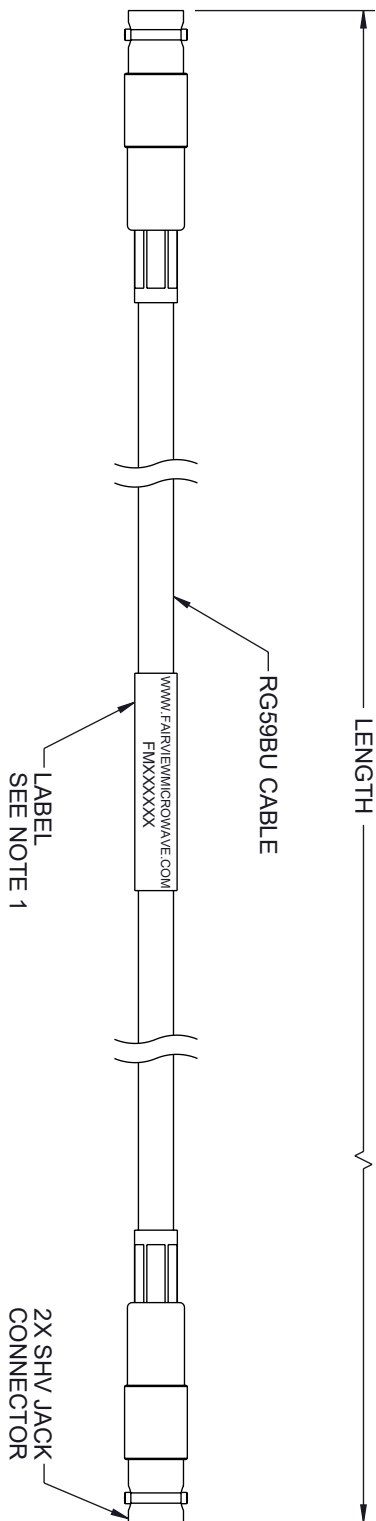 LENGTH
RG59BU CABLE
WWW.FAIRVIEWMICROWAVE.COM
FMXXXXXX
LABEL
SEE NOTE 1
2X SHV JACK
CONNECTOR